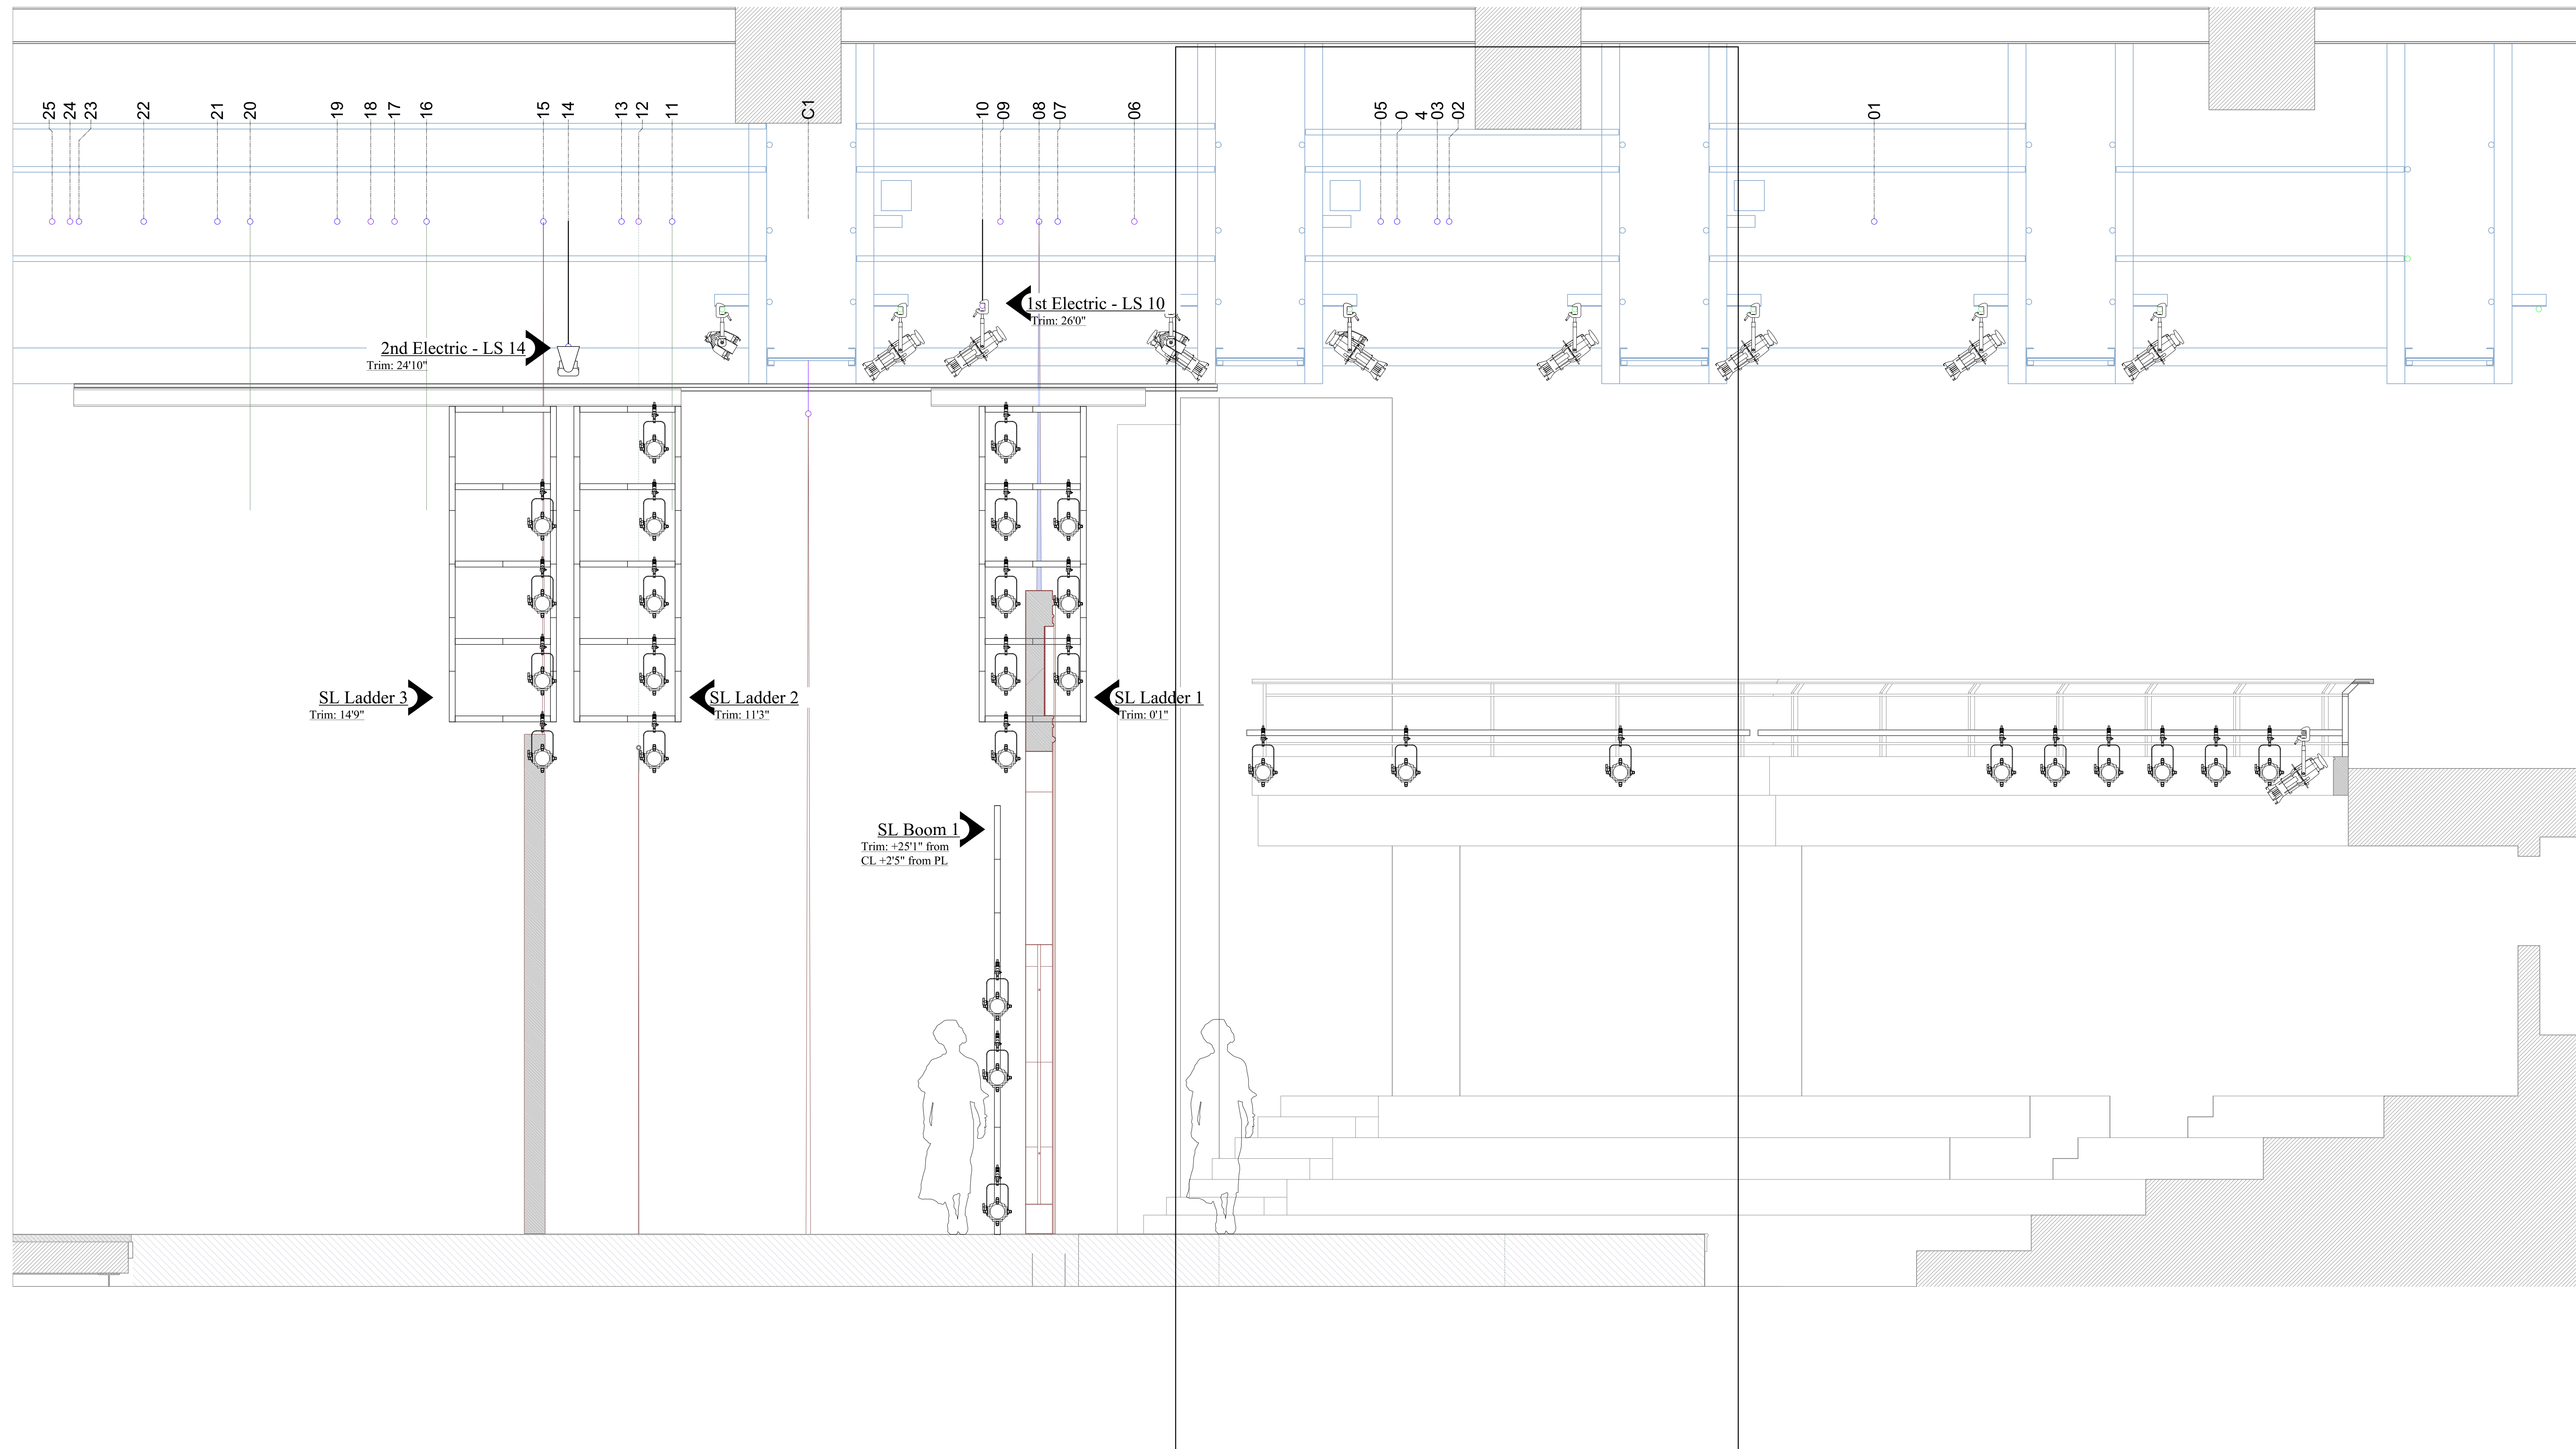 25
24
23
22
21
20
19
18
17
16
15
14
13
12
11
C1
10
09
08
07
06
05
0
4
03
02
01
1st Electric - LS 10
Trim: 26'0"
2nd Electric - LS 14
Trim: 24'10"
SL Ladder 3
Trim: 14'9"
SL Ladder 2
Trim: 11'3"
SL Ladder 1
Trim: 0'1"
SL Boom 1
Trim: +25'1" from
CL +2'5" from PL